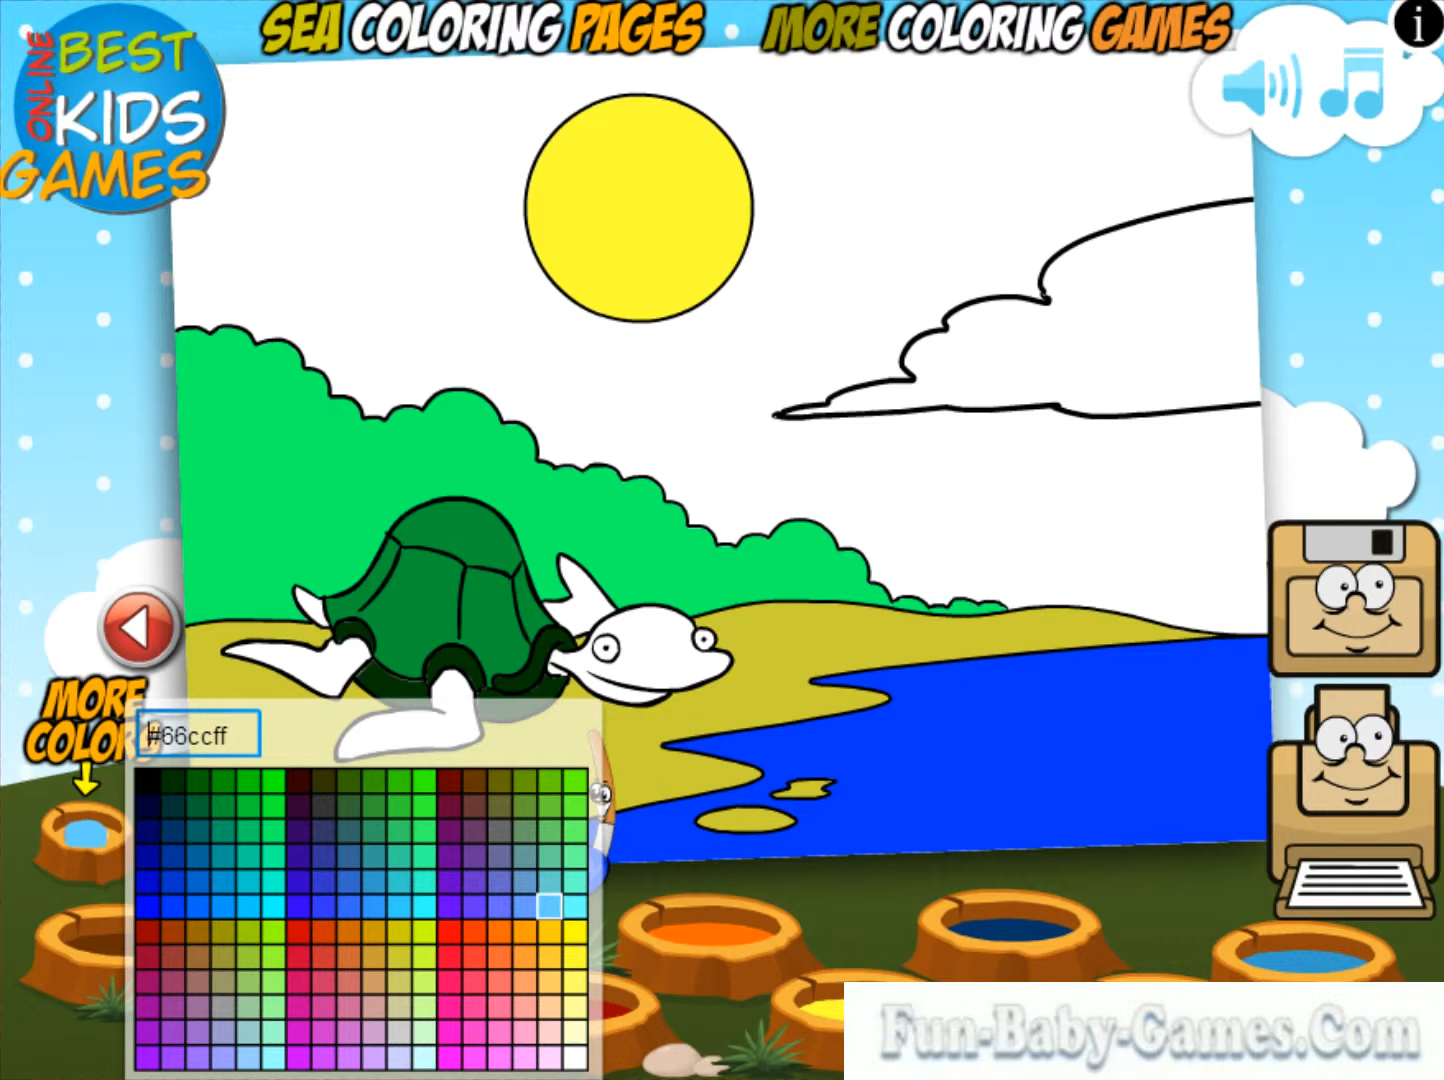 SEA COLORING PAGES
MORE COLORING GAMES
i
ONLINE
BEST
KIDS
GAMES
MORE
COLOR
#66ccff
Fun-Baby-Games.Com